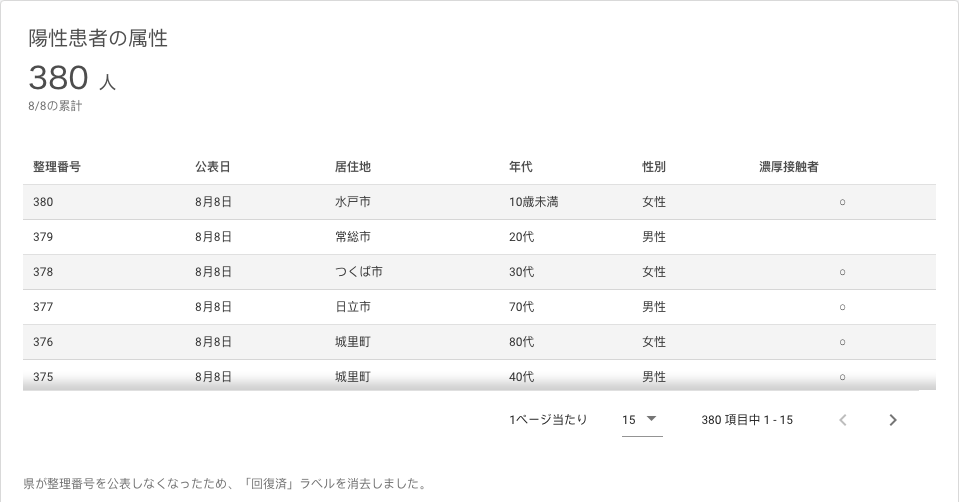 陽性患者の属性
380 人
8/8の累計
整理番号 公表日 居住地 年代 性別 濃厚接触者
380 8月8日 水戸市 10歳未満 女性 ○
379 8月8日 常総市 20代 男性
378 8月8日 つくば市 30代 女性 ○
377 8月8日 日立市 70代 男性 ○
376 8月8日 城里町 80代 女性 ○
375 8月8日 城里町 40代 男性 ○
1ページ当たり 15 380 項目中 1 - 15
県が整理番号を公表しなくなったため、「回復済」ラベルを消去しました。